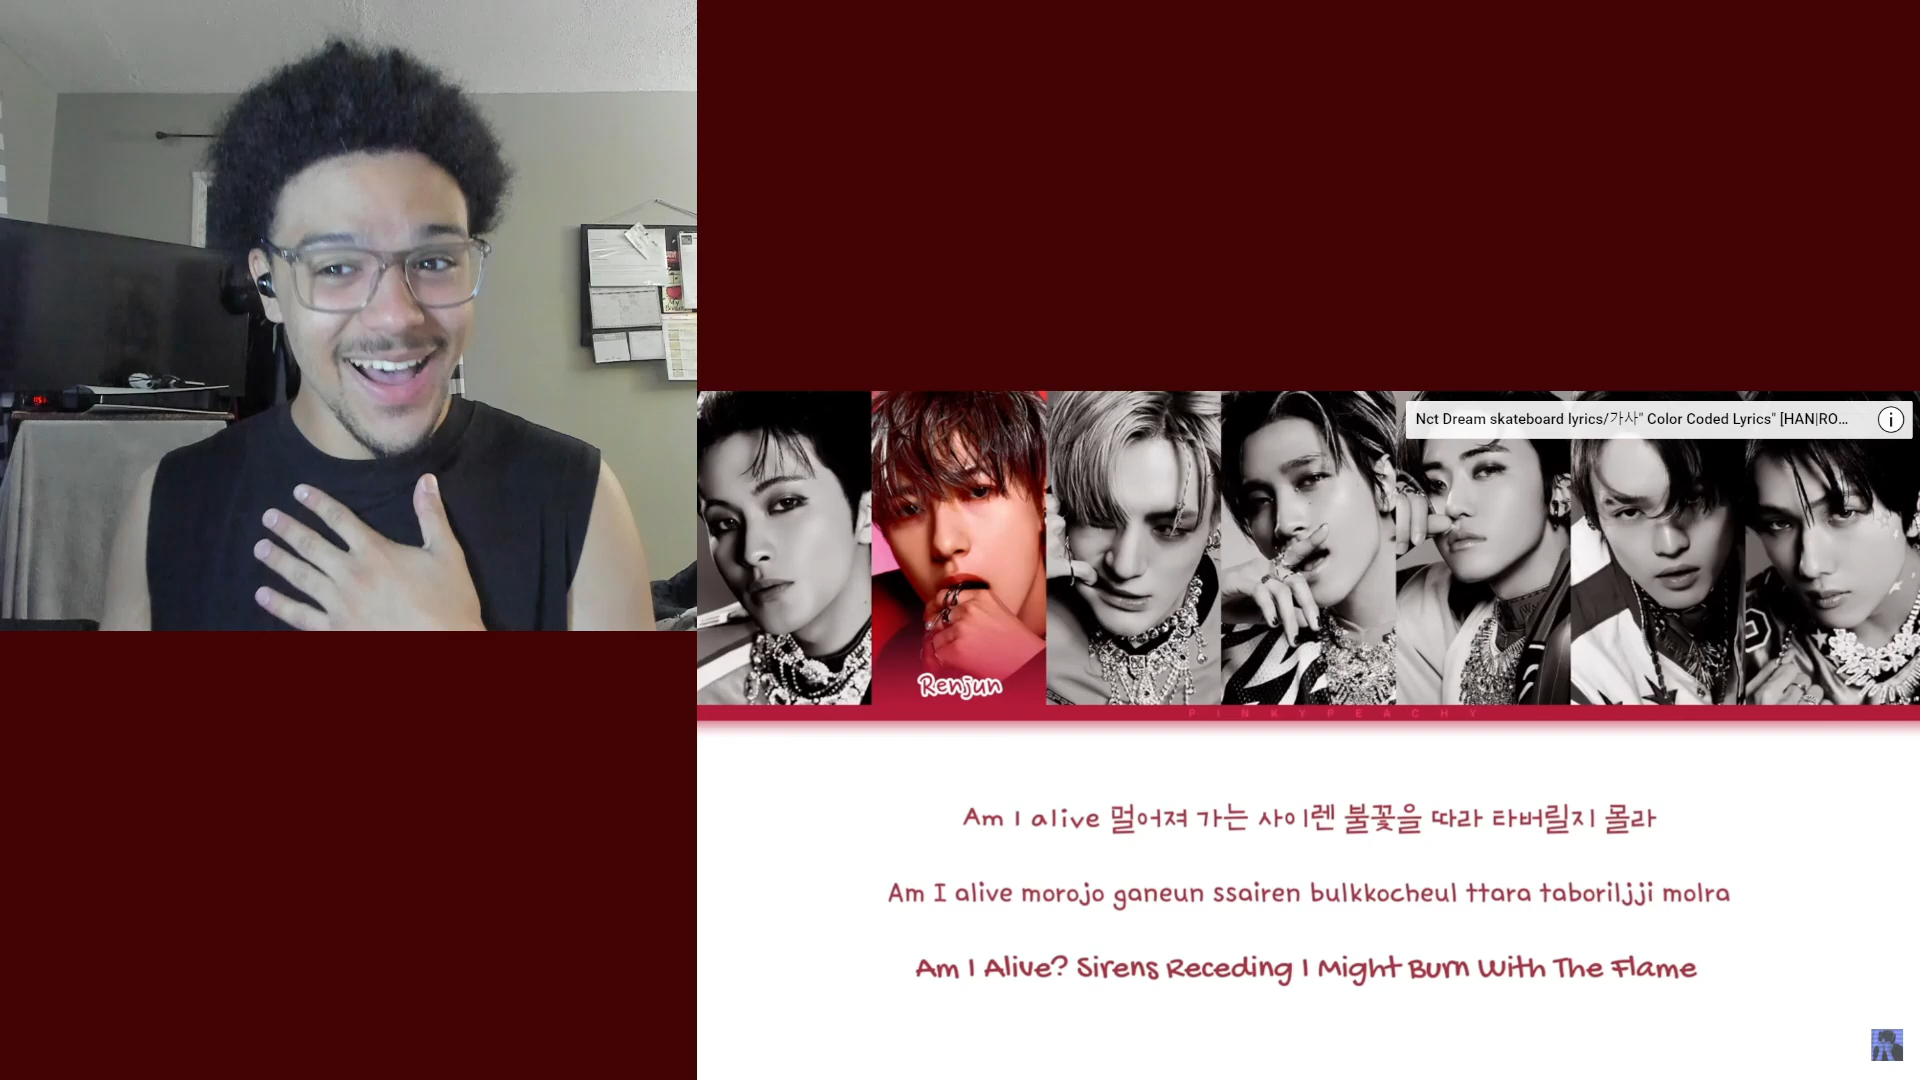 Nct Dream skateboard lyrics/가사" Color Coded Lyrics" [HAN|RO...
Renjun
PINKYPEACHY
Am I alive 멀어져 가는 사이렌 불꽃을 따라 타버릴지 몰라
Am I alive morojo ganeun ssairen bulkkocheul ttara taboriljji molra
Am I Alive? Sirens Receding I Might Burn With The Flame